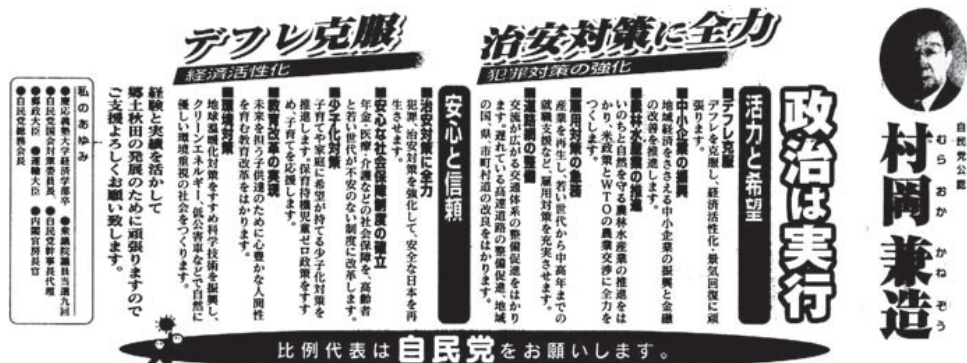 自民党公認
村岡兼造
むらおか かねぞう
政治は実行
治安対策に全力
犯罪対策の強化
デフレ克服
経済活性化
活力と希望
■デフレ克服
デフレを克服し、経済活性化・景気回復に頑
張ります。
■中小企業の振興
地域経済をささえる中小企業の振興と金融
の改善を推進します。
■農林水産業の推進
いのちと自然を守る農林水産業の推進をは
かり、米政策とWTOの農業交渉に全力を
つくします。
■雇用対策の急務
産業を再生し、若い世代から中高年までの
就職支援など、雇用対策を充実させます。
■道路網の整備
交流が広がる交通体系の整備促進をはかり
ます。遅れている高速道路の整備促進、地域
の国、県、市町村道の改良をはかります。
安心と信頼
■治安対策に全力
犯罪、治安対策を強化して、安全な日本を再
生させます。
■安心な社会保障制度の確立
年金・医療・介護などの社会保障を、高齢者
と若い世代が不安のない制度に改革します。
■少子化対策
子育てや家庭に希望が持てる少子化対策を
推進します。保育待機児童ゼロ政策をすす
め、子育てを応援します。
■教育改革の実現
未来を担う子供達のために心豊かな人間性
を育む教育改革をはかります。
■環境対策
地球温暖化対策をすすめ科学技術を振興し、
クリーンエネルギー、低公害車などで自然に
優しい環境重視の社会をつくります。
経験と実績を活かして
郷土秋田の発展のために頑張りますので
ご支援よろしくお願い致します。
私のあゆみ
●慶応義塾大学経済学部卒 ●衆議院議員当選九回
●自民党国会対策委員長 ●自民党幹事長代理
●郵政大臣 ●運輸大臣 ●内閣官房長官
●自民党総務会長
比例代表は自民党をお願いします。